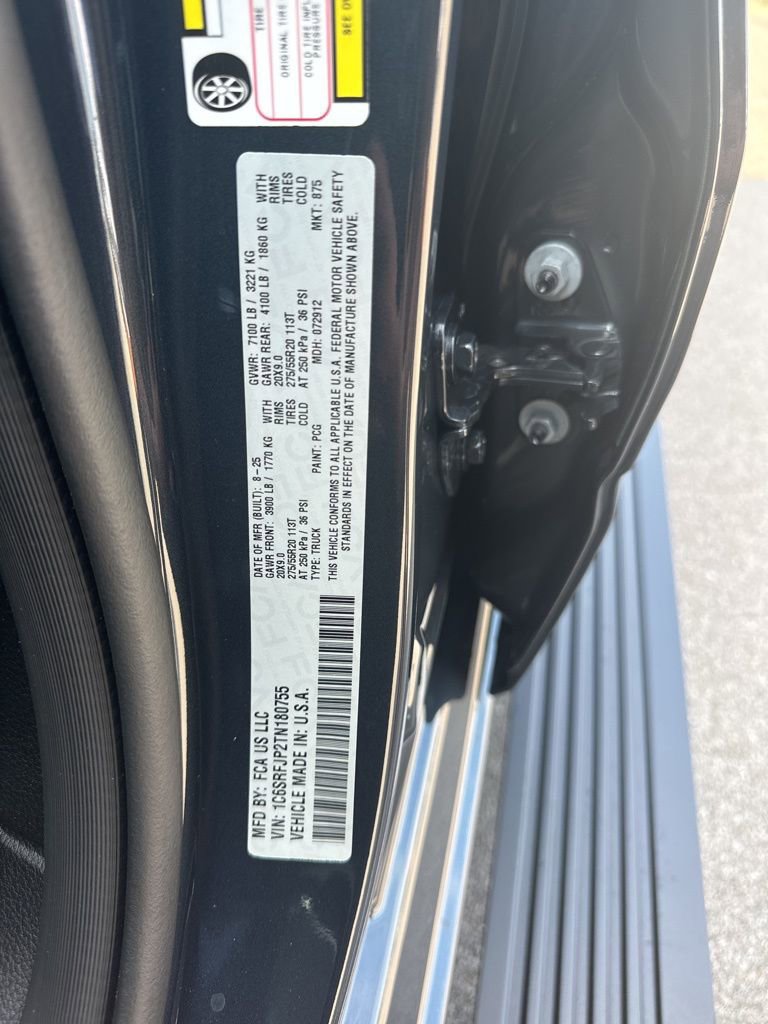 TIRE
ORIGINAL TIRE
COLD TIRE INFL
PRESSURE
SEE OW
MFD BY: FCA US LLC
VIN: 1C6SRFJP2TN180755
VEHICLE MADE IN: U.S.A.
DATE OF MFR (BUILT): 8-25 GVWR: 7100 LB / 3221 KG
GAWR FRONT: 3900 LB / 1770 KG WITH GAWR REAR: 4100 LB / 1860 KG WITH
20X9.0 RIMS 20X9.0 RIMS
275/55R20 113T TIRES 275/55R20 113T TIRES
AT 250 kPa / 36 PSI COLD AT 250 kPa / 36 PSI COLD
TYPE: TRUCK PAINT: PCG MDH: 072912 MKT: 875
THIS VEHICLE CONFORMS TO ALL APPLICABLE U.S.A. FEDERAL MOTOR VEHICLE SAFETY
STANDARDS IN EFFECT ON THE DATE OF MANUFACTURE SHOWN ABOVE.